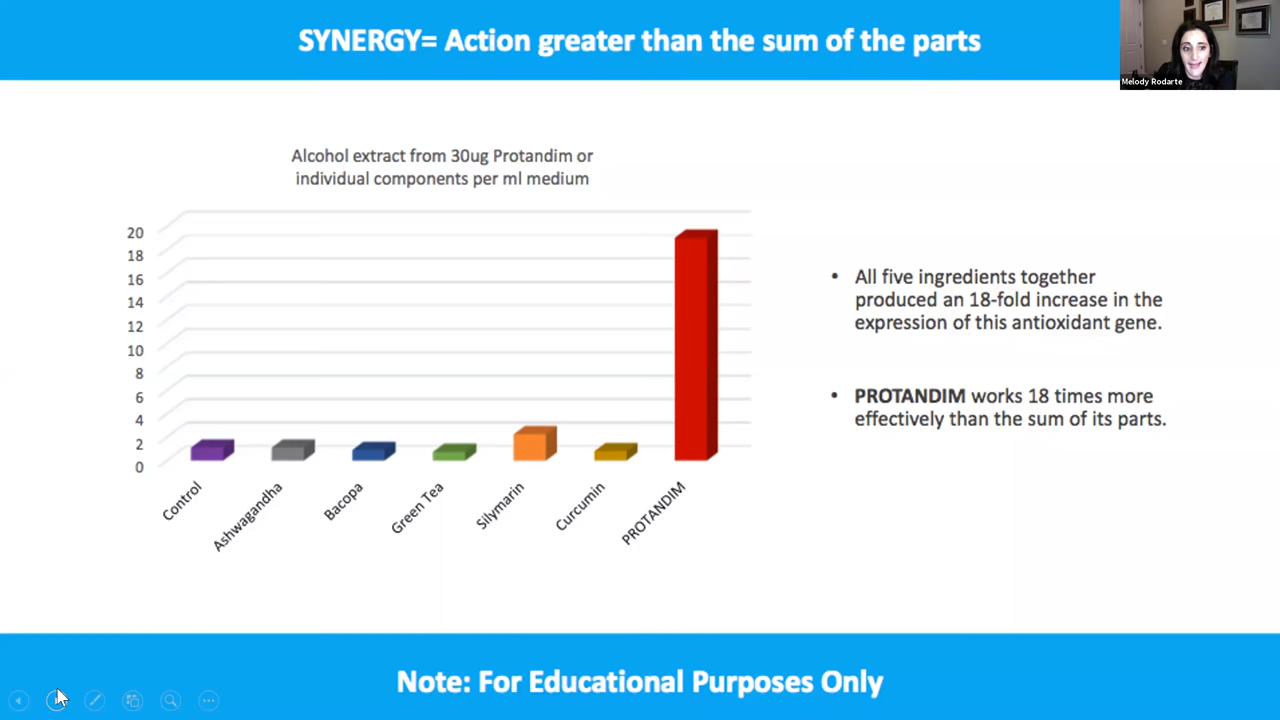 SYNERGY= Action greater than the sum of the parts
Melody Rodarte
Alcohol extract from 30ug Protandim or
individual components per ml medium
20
18
16
14
12
10
8
6
4
2
0
Control
Ashwagandha
Bacopa
Green Tea
Silymarin
Curcumin
PROTANDIM
• All five ingredients together
produced an 18-fold increase in the
expression of this antioxidant gene.
• PROTANDIM works 18 times more
effectively than the sum of its parts.
Note: For Educational Purposes Only